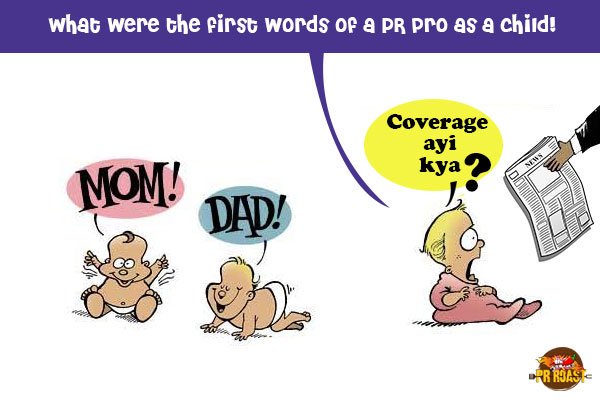 What were the first words of a PR Pro as a child!
MOM!
DAD!
Coverage
ayi
kya?
NEWS
PR ROAST